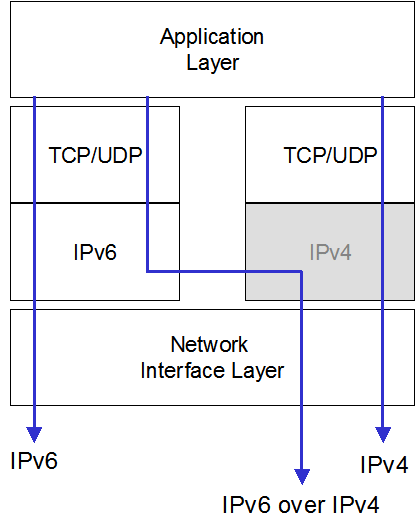 Application
Layer
TCP/UDP
TCP/UDP
IPv6
IPv4
Network
Interface Layer
IPv6
IPv4
IPv6 over IPv4